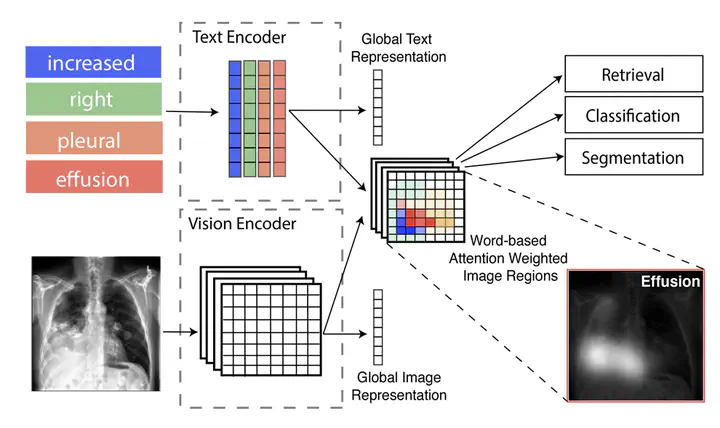 increased
right
pleural
effusion
Text Encoder
Vision Encoder
Global Text
Representation
Word-based
Attention Weighted
Image Regions
Global Image
Representation
Retrieval
Classification
Segmentation
Effusion